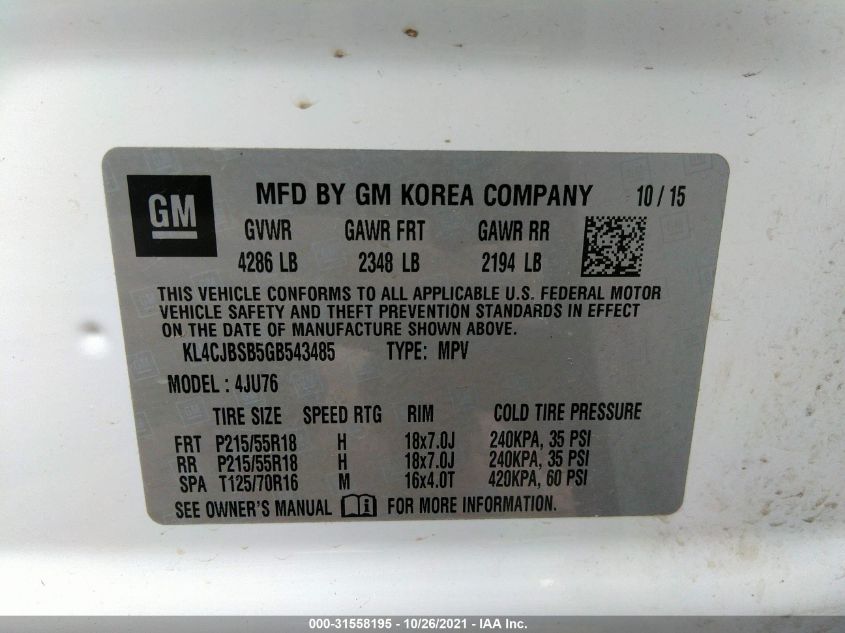 GM
MFD BY GM KOREA COMPANY 10 / 15
GVWR GAWR FRT GAWR RR
4286 LB 2348 LB 2194 LB
THIS VEHICLE CONFORMS TO ALL APPLICABLE U.S. FEDERAL MOTOR
VEHICLE SAFETY AND THEFT PREVENTION STANDARDS IN EFFECT
ON THE DATE OF MANUFACTURE SHOWN ABOVE.
KL4CJBSB5GB543485 TYPE: MPV
MODEL : 4JU76
TIRE SIZE SPEED RTG RIM COLD TIRE PRESSURE
FRT P215/55R18 H 18x7.0J 240KPA, 35 PSI
RR P215/55R18 H 18x7.0J 240KPA, 35 PSI
SPA T125/70R16 M 16x4.0T 420KPA, 60 PSI
SEE OWNER'S MANUAL FOR MORE INFORMATION.
000-31558195 - 10/26/2021 - IAA Inc.